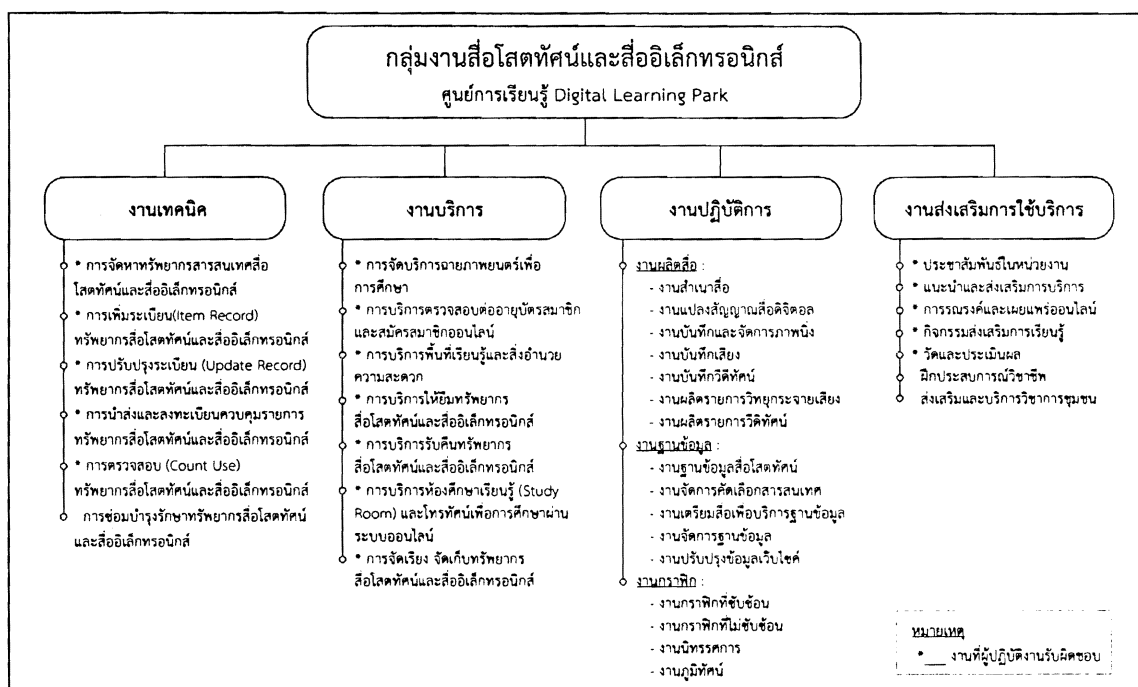 กลุ่มงานสื่อโสตทัศน์และสื่ออิเล็กทรอนิกส์
ศูนย์การเรียนรู้ Digital Learning Park
งานเทคนิค
* การจัดหาทรัพยากรสารสนเทศสื่อ
โสตทัศน์และสื่ออิเล็กทรอนิกส์
* การเพิ่มระเบียน(Item Record)
ทรัพยากรสื่อโสตทัศน์และสื่ออิเล็กทรอนิกส์
* การปรับปรุงระเบียน (Update Record)
ทรัพยากรสื่อโสตทัศน์และสื่ออิเล็กทรอนิกส์
* การนำส่งและลงทะเบียนควบคุมรายการ
ทรัพยากรสื่อโสตทัศน์และสื่ออิเล็กทรอนิกส์
* การตรวจสอบ (Count Use)
ทรัพยากรสื่อโสตทัศน์และสื่ออิเล็กทรอนิกส์
การซ่อมบำรุงรักษาทรัพยากรสื่อโสตทัศน์
และสื่ออิเล็กทรอนิกส์
งานบริการ
* การจัดบริการฉายภาพยนตร์เพื่อ
การศึกษา
* การบริการตรวจสอบต่ออายุบัตรสมาชิก
และสมัครสมาชิกออนไลน์
* การบริการพื้นที่เรียนรู้และสิ่งอำนวย
ความสะดวก
* การบริการให้ยืมทรัพยากร
สื่อโสตทัศน์และสื่ออิเล็กทรอนิกส์
* การบริการรับคืนทรัพยากร
สื่อโสตทัศน์และสื่ออิเล็กทรอนิกส์
* การบริการห้องศึกษาเรียนรู้ (Study
Room) และโทรทัศน์เพื่อการศึกษาผ่าน
ระบบออนไลน์
* การจัดเรียง จัดเก็บทรัพยากร
สื่อโสตทัศน์และสื่ออิเล็กทรอนิกส์
งานปฏิบัติการ
งานผลิตสื่อ :
- งานสำเนาสื่อ
- งานแปลงสัญญาณสื่อดิจิตอล
- งานบันทึกและจัดการภาพนิ่ง
- งานบันทึกเสียง
- งานบันทึกวีดิทัศน์
- งานผลิตรายการวิทยุกระจายเสียง
- งานผลิตรายการวีดิทัศน์
งานฐานข้อมูล :
- งานฐานข้อมูลสื่อโสตทัศน์
- งานจัดการคัดเลือกสารสนเทศ
- งานเตรียมสื่อเพื่อบริการฐานข้อมูล
- งานจัดการฐานข้อมูล
- งานปรับปรุงข้อมูลเว็บไซค์
งานกราฟิก :
- งานกราฟิกที่ซับซ้อน
- งานกราฟิกที่ไม่ซับซ้อน
- งานนิทรรศการ
- งานภูมิทัศน์
งานส่งเสริมการใช้บริการ
* ประชาสัมพันธ์ในหน่วยงาน
* แนะนำและส่งเสริมการบริการ
* การรณรงค์และเผยแพร่ออนไลน์
* กิจกรรมส่งเสริมการเรียนรู้
* วัดและประเมินผล
ฝึกประสบการณ์วิชาชีพ
ส่งเสริมและบริการวิชาการชุมชน
หมายเหตุ
*___ งานที่ผู้ปฏิบัติงานรับผิดชอบ